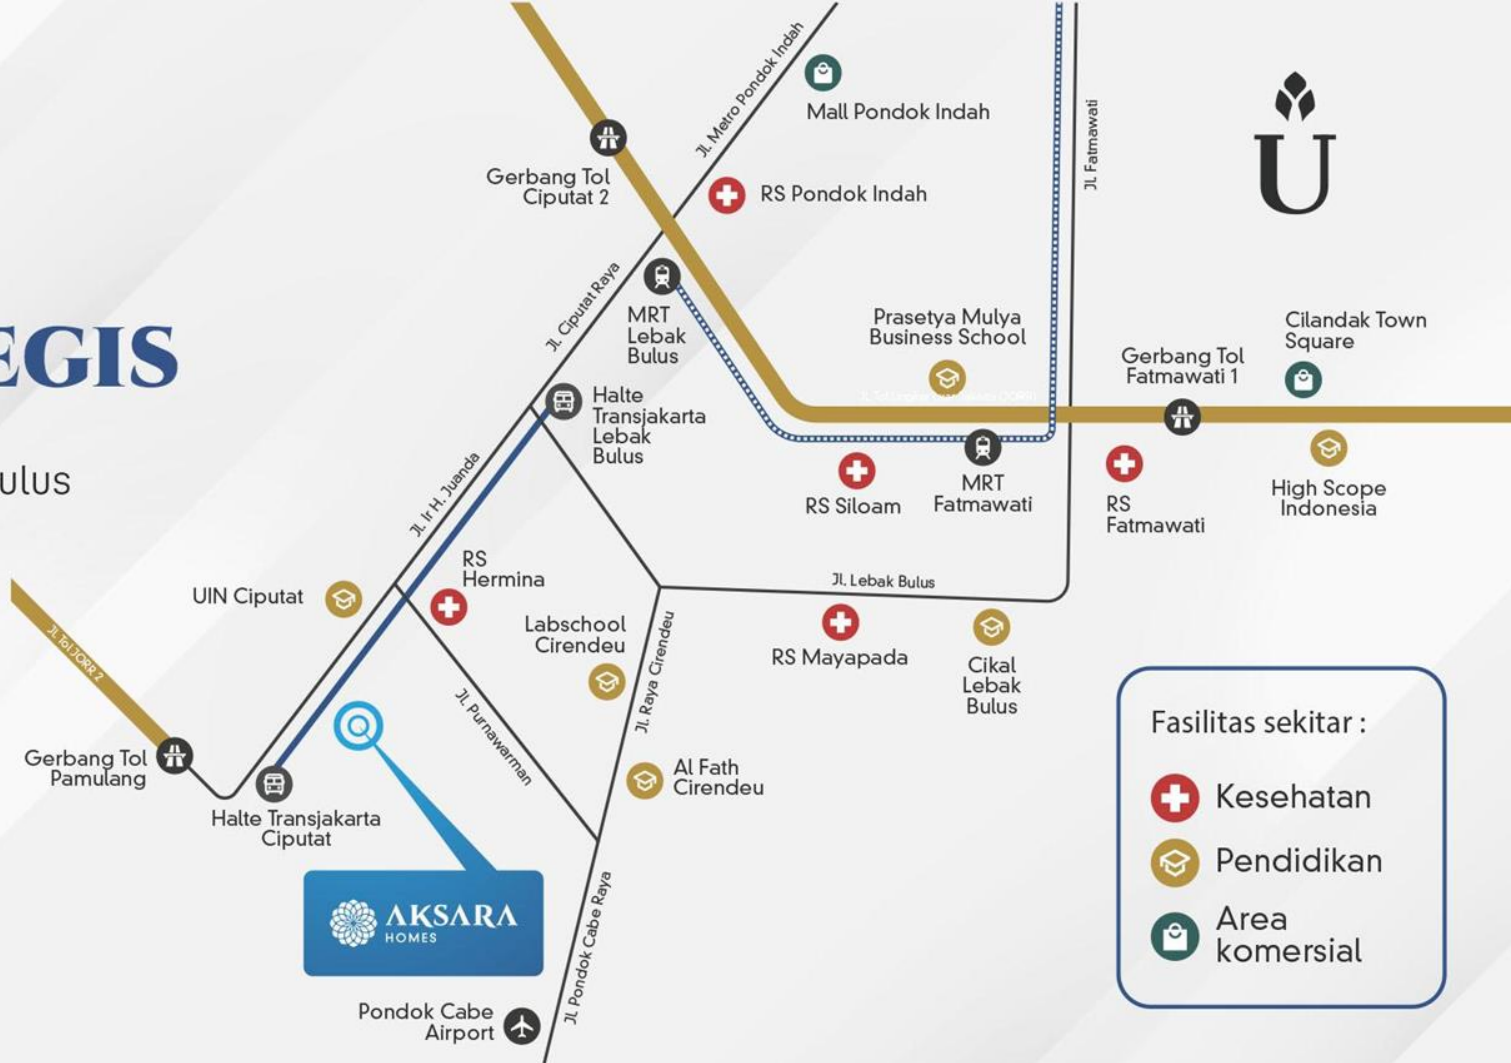 EGIS
ulus
Jl. Metro Pondok Indah
Mall Pondok Indah
Jl. Fatmawati
U
Gerbang Tol
Ciputat 2
RS Pondok Indah
Jl. Ciputat Raya
MRT
Lebak
Bulus
Prasetya Mulya
Business School
Cilandak Town
Square
Gerbang Tol
Fatmawati 1
Halte
Transjakarta
Lebak
Bulus
RS Siloam
MRT
Fatmawati
RS
Fatmawati
High Scope
Indonesia
Jl. Ir H. Juanda
RS
Hermina
UIN Ciputat
Jl. Lebak Bulus
Labschool
Cirendeu
Jl. Raya Cirendeu
RS Mayapada
Cikal
Lebak
Bulus
Jl. Tol JORR 2
Jl. Purnawarman
Gerbang Tol
Pamulang
Al Fath
Cirendeu
Halte Transjakarta
Ciputat
AKSARA
HOMES
Jl. Pondok Cabe Raya
Pondok Cabe
Airport
Fasilitas sekitar :
Kesehatan
Pendidikan
Area
komersial